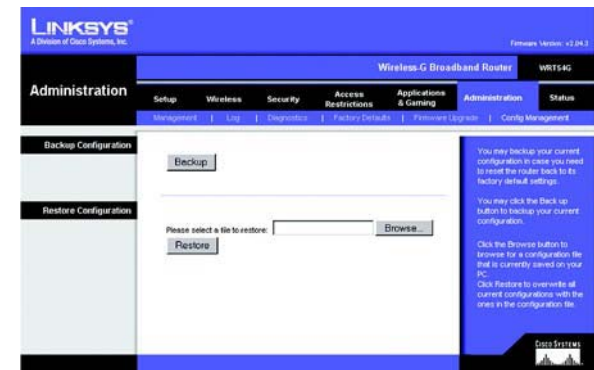 LINKSYS®
A Division of Cisco Systems, Inc.
Firmware Version: v3.04.3
Wireless-G Broadband Router WRT54G
Administration
Setup Wireless Security Access Restrictions Applications & Gaming Administration Status
Management | Log | Diagnostics | Factory Defaults | Firmware Upgrade | Config Management
Backup Configuration
Backup
Restore Configuration
Please select a file to restore: Browse...
Restore
You may backup your current
configuration in case you need
to reset the router back to its
factory default settings.
You may click the Back up
button to backup your current
configuration.
Click the Browse button to
browse for a configuration file
that is currently saved on your
PC.
Click Restore to overwrite all
current configurations with the
ones in the configuration file.
CISCO SYSTEMS